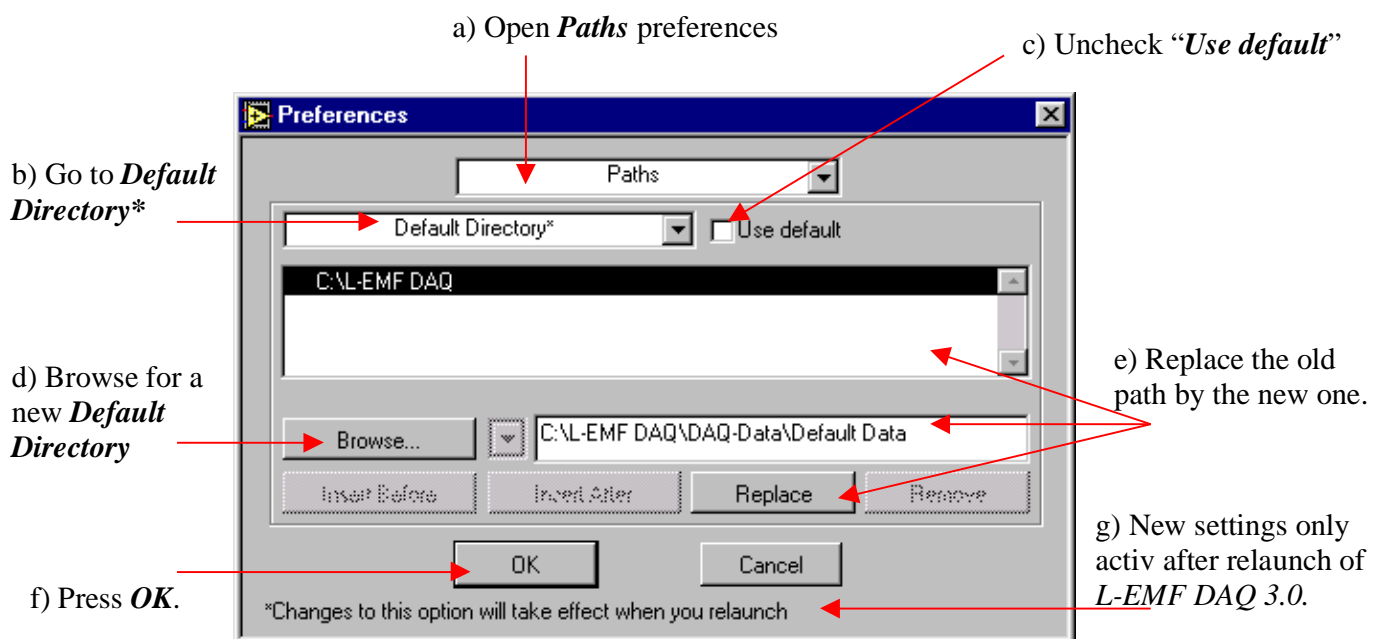 a) Open Paths preferences
c) Uncheck “Use default”
Preferences
b) Go to Default
Directory*
Paths
Default Directory*
Use default
C:\L-EMF DAQ
d) Browse for a
new Default
Directory
e) Replace the old
path by the new one.
Browse...
C:\L-EMF DAQ\DAQ-Data\Default Data
Insert Before
Insert After
Replace
Remove
g) New settings only
activ after relaunch of
L-EMF DAQ 3.0.
OK
Cancel
f) Press OK.
*Changes to this option will take effect when you relaunch